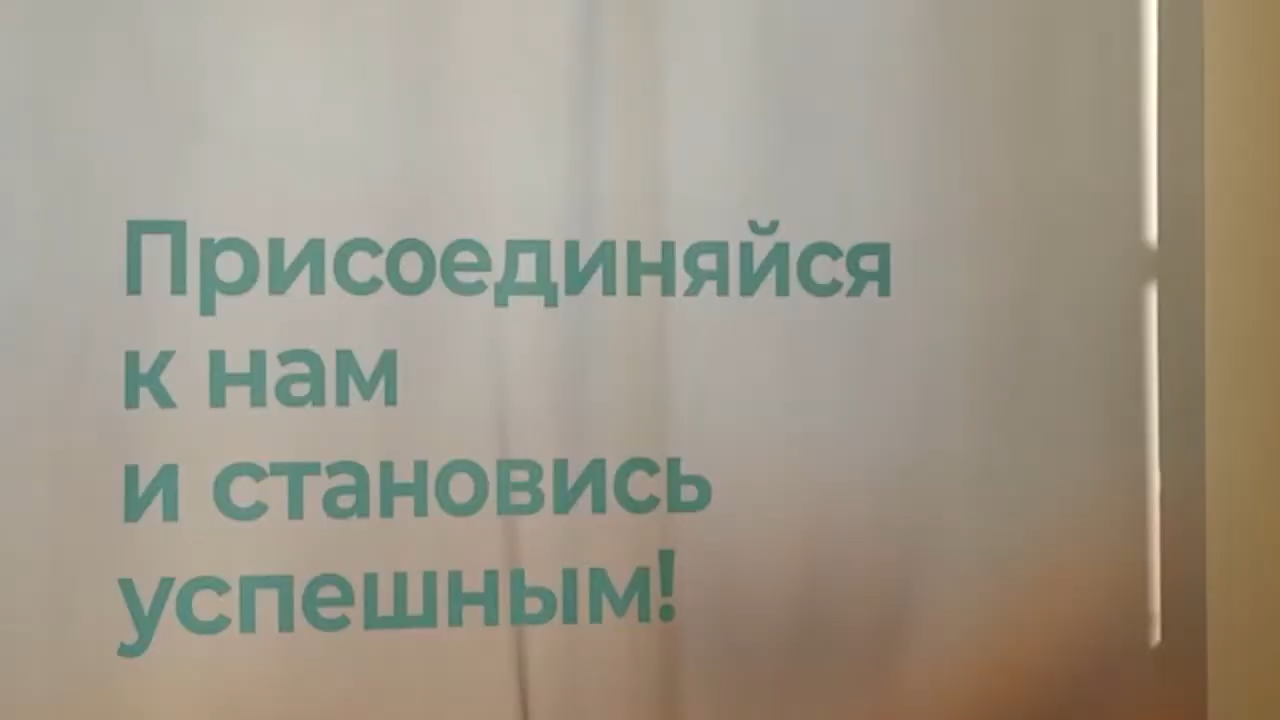 Присоединяйся
к нам
и становись
успешным!